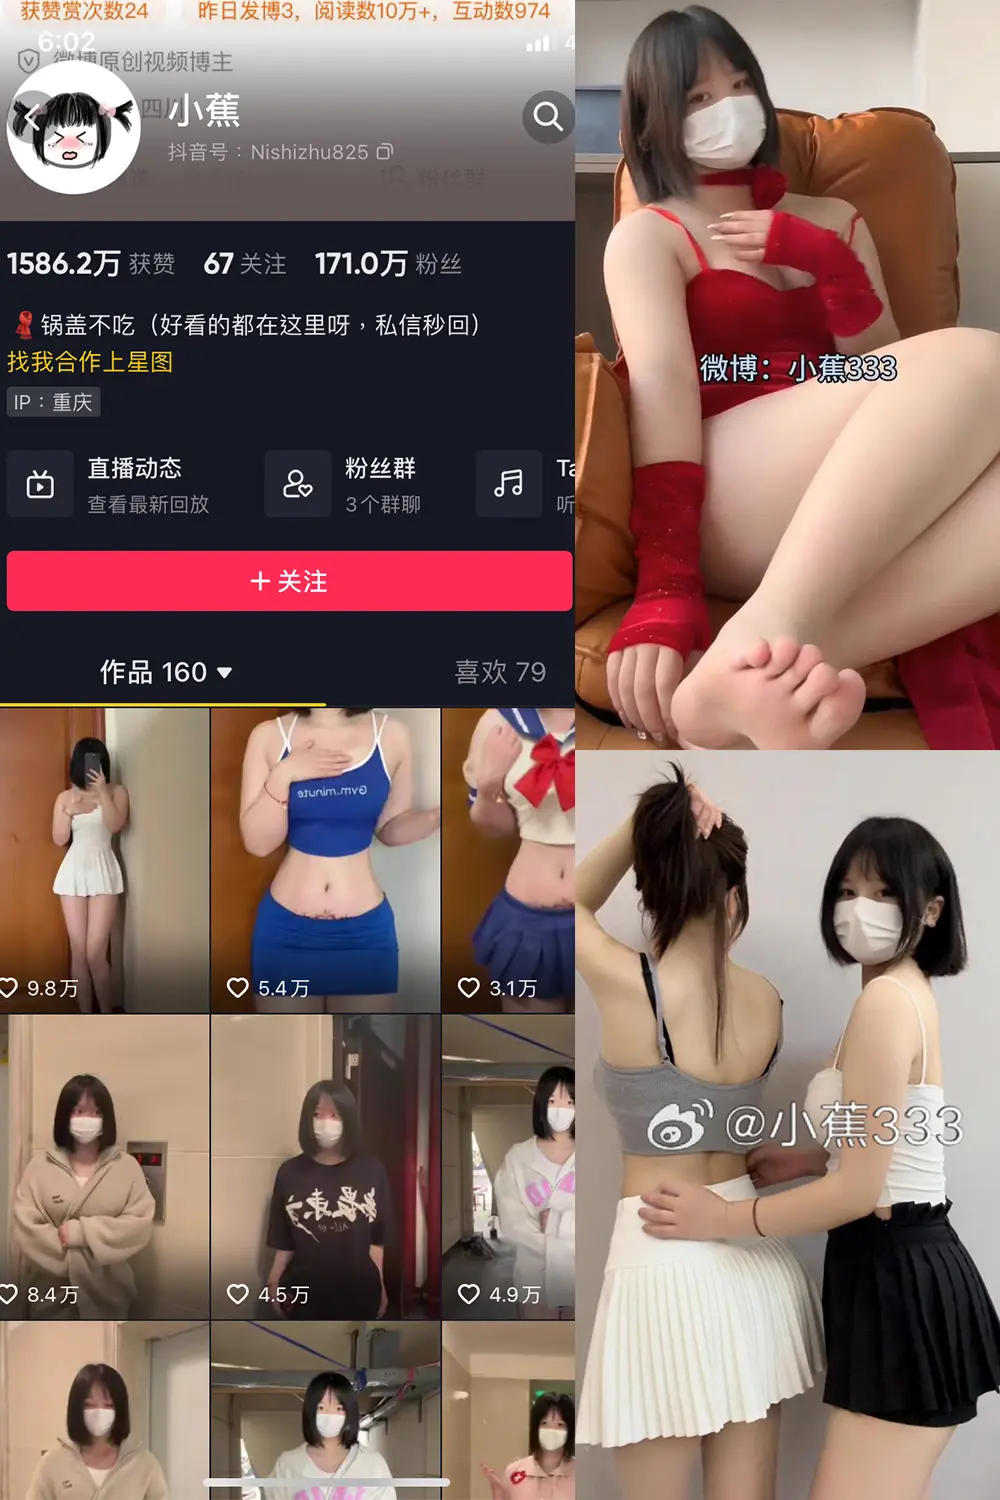 获赞赏次数24 昨日发博3，阅读数10万+，互动数974
6:02
微博原创视频博主
四川
小蕉
抖音号：Nishizhu825
粉丝群
1586.2万 获赞 67 关注 171.0万 粉丝
锅盖不吃（好看的都在这里呀，私信秒回）
找我合作上星图
IP：重庆
直播动态
查看最新回放
粉丝群
3个群聊
+ 关注
作品 160
喜欢 79
Gym.minute
9.8万
5.4万
3.1万
8.4万
4.5万
4.9万
微博：小蕉333
@小蕉333